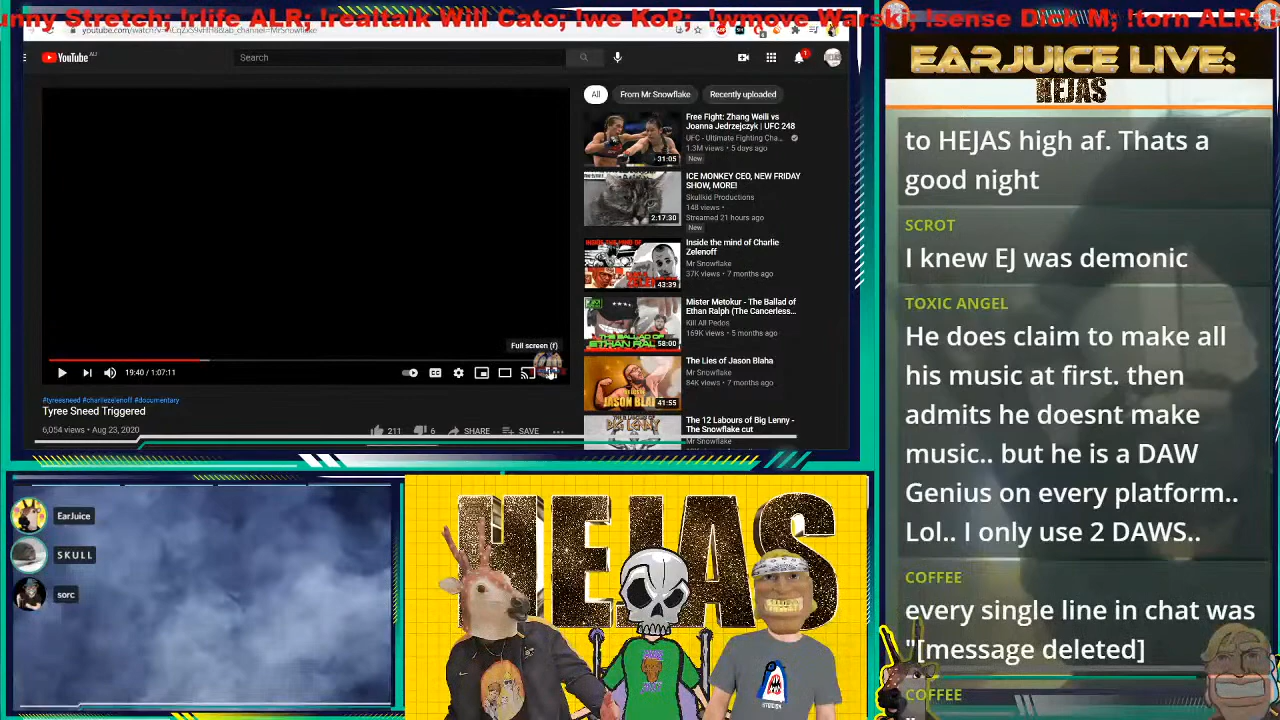 unny Stretch; !rlife ALR; !realtalk Will Cato; !we KoP; !wmove Warski; !sense Dick M; !torn ALR; !
YouTube AU
Search
1
All
From Mr Snowflake
Recently uploaded
Free Fight: Zhang Weili vs
Joanna Jedrzejczyk | UFC 248
UFC - Ultimate Fighting Cha...
1.3M views • 5 days ago
New
31:05
ICE MONKEY CEO, NEW FRIDAY
SHOW, MORE!
Skullkid Productions
148 views •
Streamed 21 hours ago
New
2:17:30
Inside the mind of Charlie
Zelenoff
Mr Snowflake
37K views • 7 months ago
43:39
Mister Metokur - The Ballad of
Ethan Ralph (The Cancerless...
Kill All Pedos
169K views • 5 months ago
58:00
The Lies of Jason Blaha
Mr Snowflake
84K views • 7 months ago
41:55
The 12 Labours of Big Lenny -
The Snowflake cut
Mr Snowflake
Full screen (f)
19:40 / 1:07:11
#tyreesneed #charliezelenoff #documentary
Tyree Sneed Triggered
6,054 views • Aug 23, 2020
211
6
SHARE
SAVE
EarJuice
SKULL
sorc
HEJAS
EARJUICE LIVE:
HEJAS
to HEJAS high af. Thats a
good night
SCROT
I knew EJ was demonic
TOXIC ANGEL
He does claim to make all
his music at first. then
admits he doesnt make
music.. but he is a DAW
Genius on every platform..
Lol.. I only use 2 DAWS..
COFFEE
every single line in chat was
"[message deleted]
COFFEE